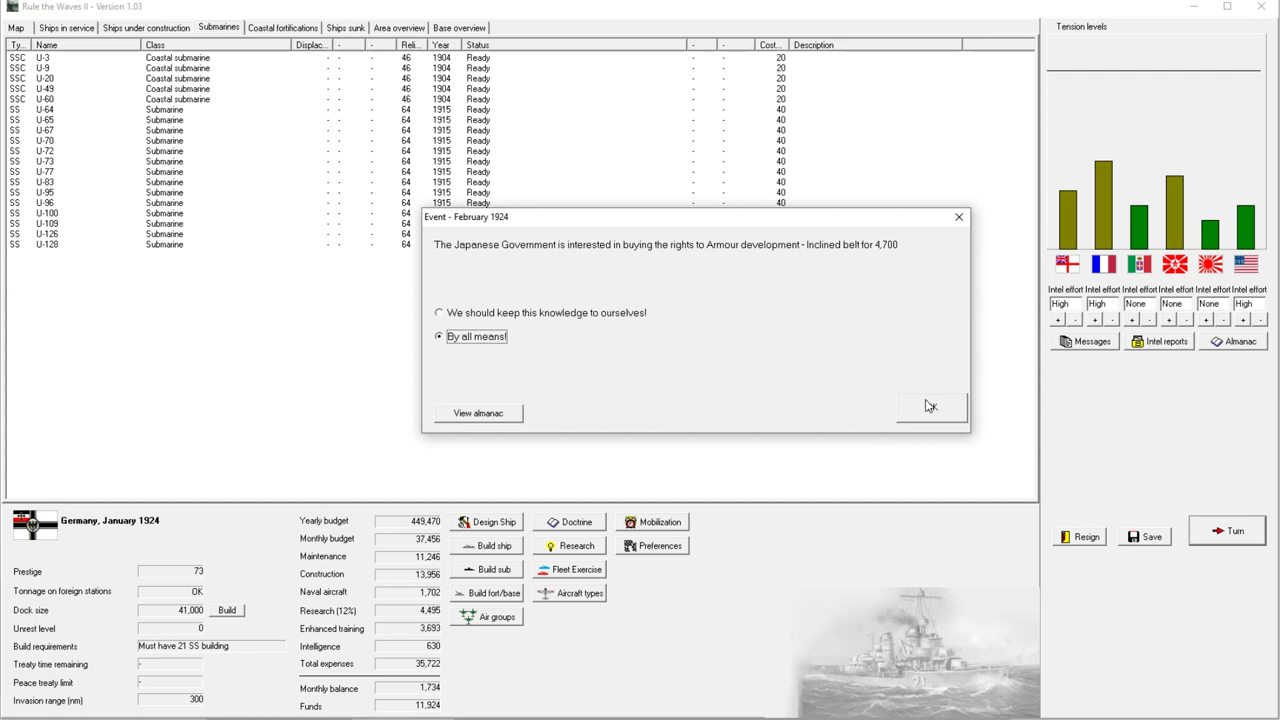 Rule the Waves II - Version 1.03
Map Ships in service Ships under construction Submarines Coastal fortifications Ships sunk Area overview Base overview
Ty... Name Class Displac... - - Reli... Year Status - - Cost... Description
SSC U-3 Coastal submarine - - - 46 1904 Ready - - 20
SSC U-9 Coastal submarine - - - 46 1904 Ready - - 20
SSC U-20 Coastal submarine - - - 46 1904 Ready - - 20
SSC U-49 Coastal submarine - - - 46 1904 Ready - - 20
SSC U-60 Coastal submarine - - - 46 1904 Ready - - 20
SS U-64 Submarine - - - 64 1915 Ready - - 40
SS U-65 Submarine - - - 64 1915 Ready - - 40
SS U-67 Submarine - - - 64 1915 Ready - - 40
SS U-70 Submarine - - - 64 1915 Ready - - 40
SS U-72 Submarine - - - 64 1915 Ready - - 40
SS U-73 Submarine - - - 64 1915 Ready - - 40
SS U-77 Submarine - - - 64 1915 Ready - - 40
SS U-83 Submarine - - - 64 1915 Ready - - 40
SS U-95 Submarine - - - 64 1915 Ready - - 40
SS U-96 Submarine - - - 64 1915 Ready - - 40
SS U-100 Submarine
SS U-109 Submarine
SS U-126 Submarine
SS U-128 Submarine
Event - February 1924
The Japanese Government is interested in buying the rights to Armour development - Inclined belt for 4,700
We should keep this knowledge to ourselves!
By all means!
View almanac
Tension levels
Intel effort Intel effort Intel effort Intel effort Intel effort Intel effort
High High None None None High
+ - + - + - + - + - + -
Messages Intel reports Almanac
Resign Save Turn
Germany, January 1924
Prestige 73
Tonnage on foreign stations OK
Dock size 41,000 Build
Unrest level 0
Build requirements Must have 21 SS building
Treaty time remaining -
Peace treaty limit -
Invasion range (nm) 300
Yearly budget 449,470
Monthly budget 37,456
Maintenance 11,246
Construction 13,956
Naval aircraft 1,702
Research (12%) 4,495
Enhanced training 3,693
Intelligence 630
Total expenses 35,722
Monthly balance 1,734
Funds 11,924
Design Ship Doctrine Mobilization
Build ship Research Preferences
Build sub Fleet Exercise
Build fort/base Aircraft types
Air groups